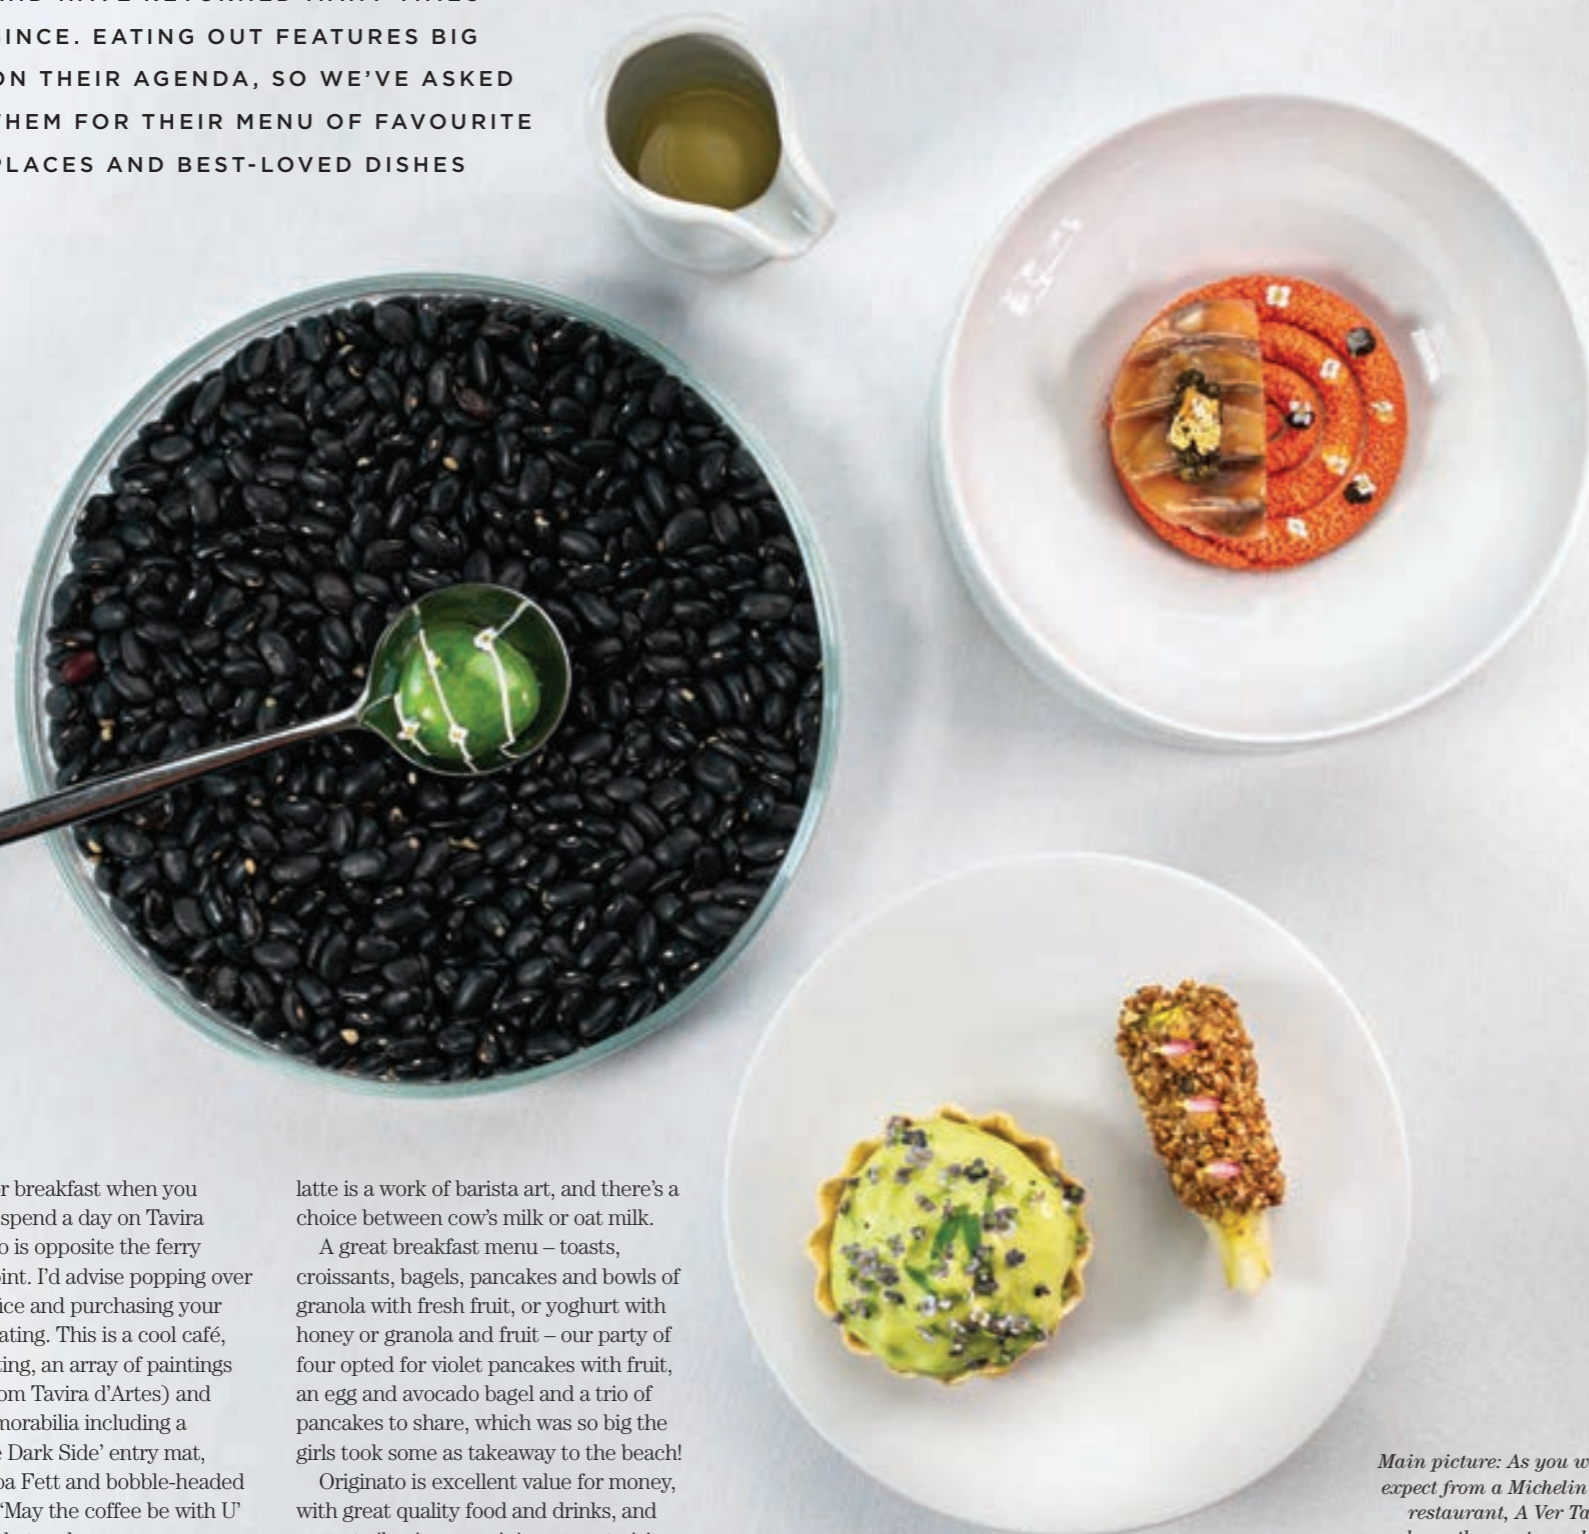 SINCE. EATING OUT FEATURES BIG
ON THEIR AGENDA, SO WE'VE ASKED
THEM FOR THEIR MENU OF FAVOURITE
PLACES AND BEST-LOVED DISHES
r breakfast when you
spend a day on Tavira
o is opposite the ferry
oint. I'd advise popping over
ice and purchasing your
ating. This is a cool café,
ting, an array of paintings
om Tavira d'Artes) and
morabilia including a
e Dark Side' entry mat,
ba Fett and bobble-headed
'May the coffee be with U'
latte is a work of barista art, and there's a
choice between cow's milk or oat milk.
A great breakfast menu – toasts,
croissants, bagels, pancakes and bowls of
granola with fresh fruit, or yoghurt with
honey or granola and fruit – our party of
four opted for violet pancakes with fruit,
an egg and avocado bagel and a trio of
pancakes to share, which was so big the
girls took some as takeaway to the beach!
Originato is excellent value for money,
with great quality food and drinks, and
Main picture: As you w
expect from a Michelin
restaurant, A Ver Ta